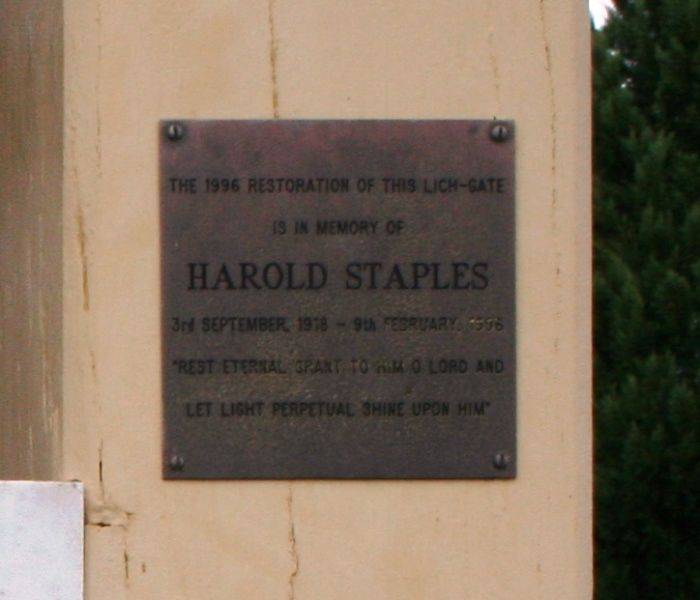 THE 1996 RESTORATION OF THIS LICH-GATE
IS IN MEMORY OF
HAROLD STAPLES
3rd SEPTEMBER, 1918 - 9th FEBRUARY, 1996
"REST ETERNAL GRANT TO HIM O LORD AND
LET LIGHT PERPETUAL SHINE UPON HIM"